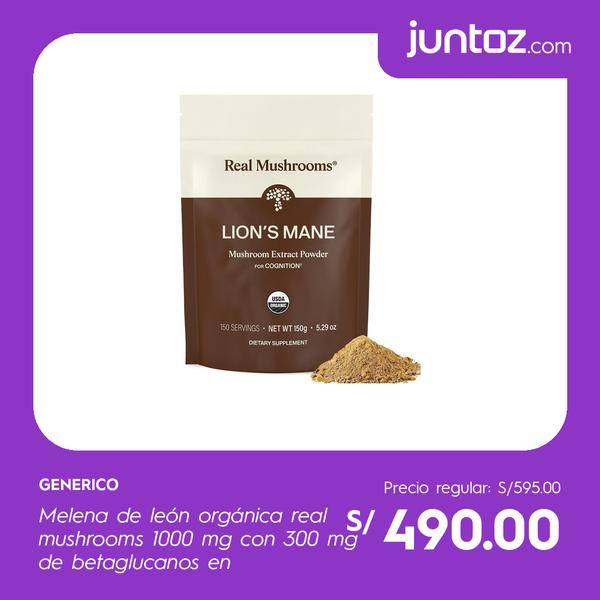 juntoz.com
Real Mushrooms®
LION'S MANE
Mushroom Extract Powder
FOR COGNITION†
USDA
ORGANIC
150 SERVINGS • NET WT 150g • 5.29 oz
DIETARY SUPPLEMENT
GENERICO
Precio regular: S/595.00
Melena de león orgánica real
mushrooms 1000 mg con 300 mg
de betaglucanos en
S/ 490.00